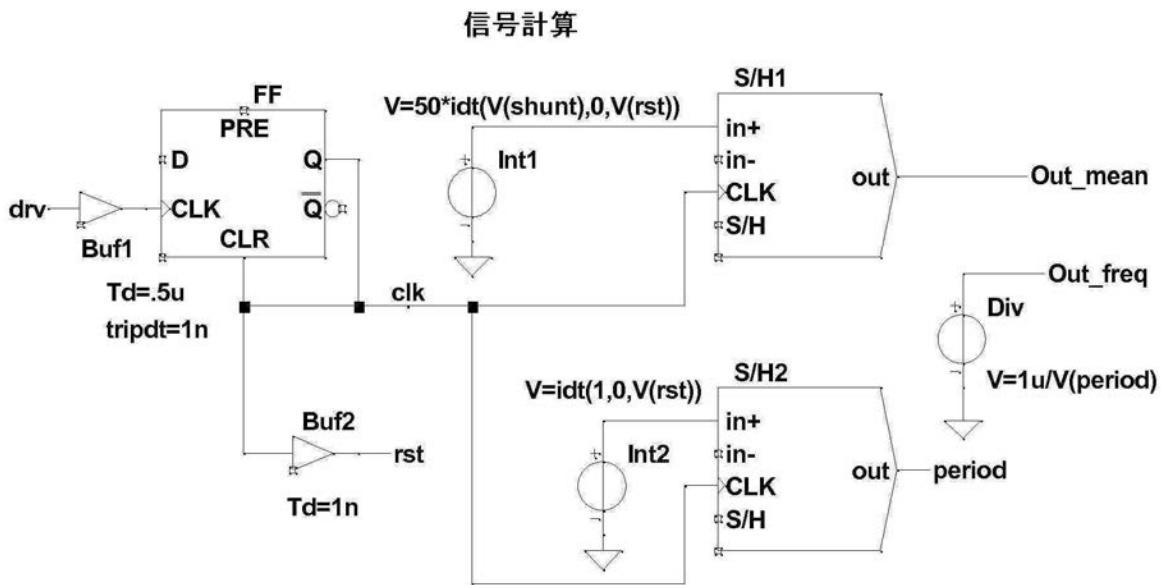 信号計算
FF
PRE
D
Q
CLK
Q
CLR
drv
Buf1
Td=.5u
tripdt=1n
clk
Buf2
rst
Td=1n
V=50*idt(V(shunt),0,V(rst))
Int1
S/H1
in+
in-
CLK
S/H
out
Out_mean
Out_freq
Div
V=1u/V(period)
V=idt(1,0,V(rst))
Int2
S/H2
in+
in-
CLK
S/H
out
period